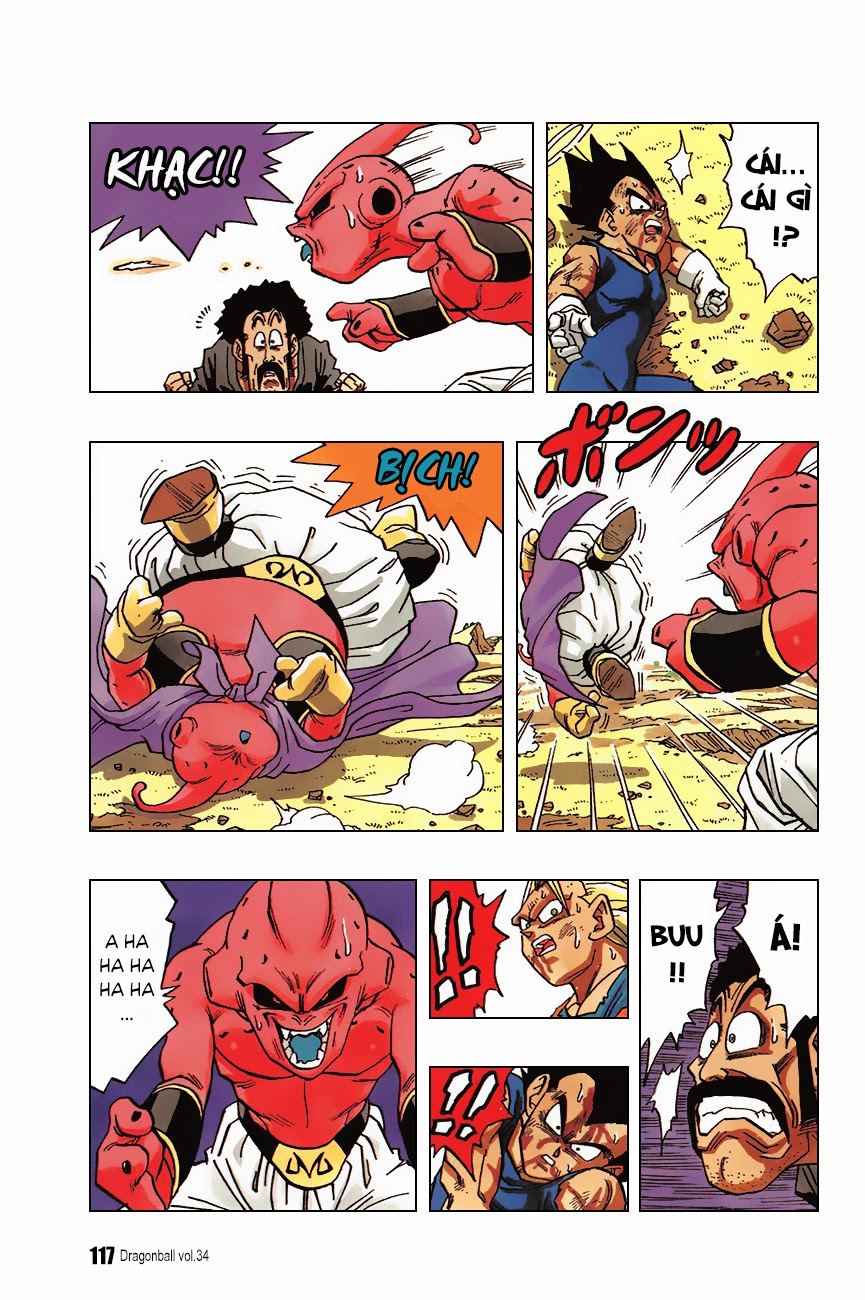 CÁI...
CÁI GÌ
!?
KHẠC!!
ボンッ
BỊCH!
Á!
BUU
!!
!!
!!
A HA
HA HA
HA HA
...
117 Dragonball vol.34